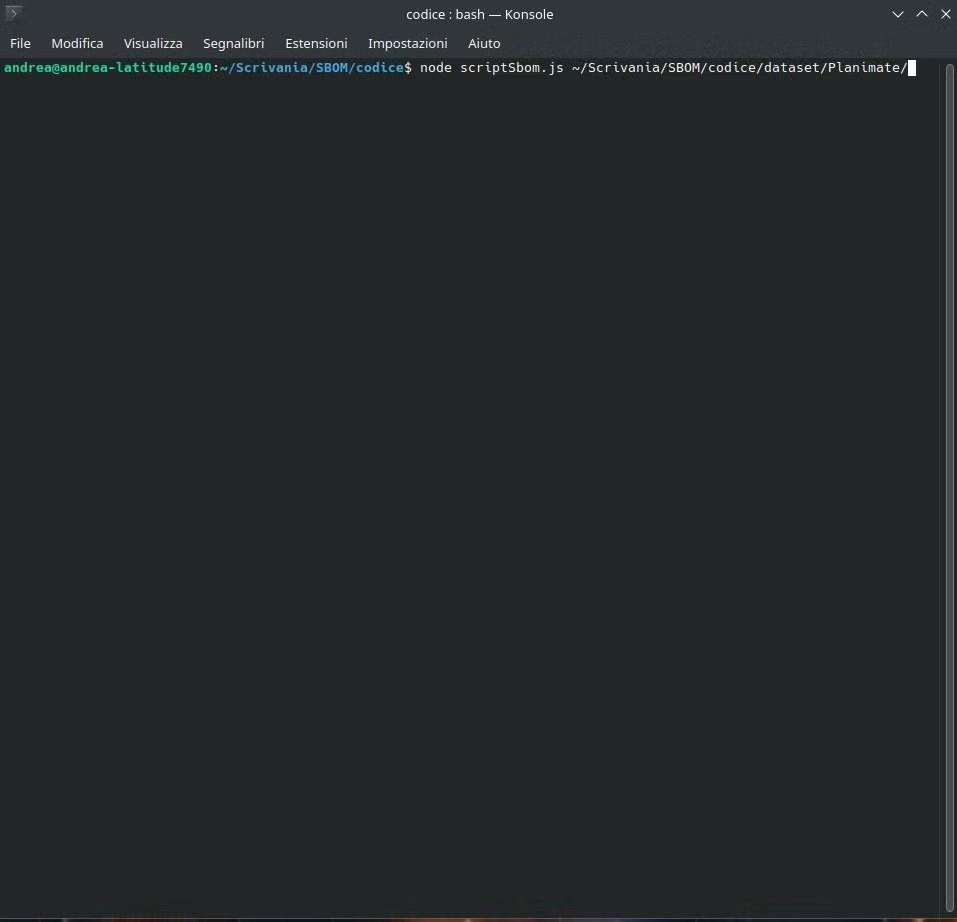 codice : bash — Konsole
File Modifica Visualizza Segnalibri Estensioni Impostazioni Aiuto
andrea@andrea-latitude7490:~/Scrivania/SBOM/codice$ node scriptSbom.js ~/Scrivania/SBOM/codice/dataset/Planimate/